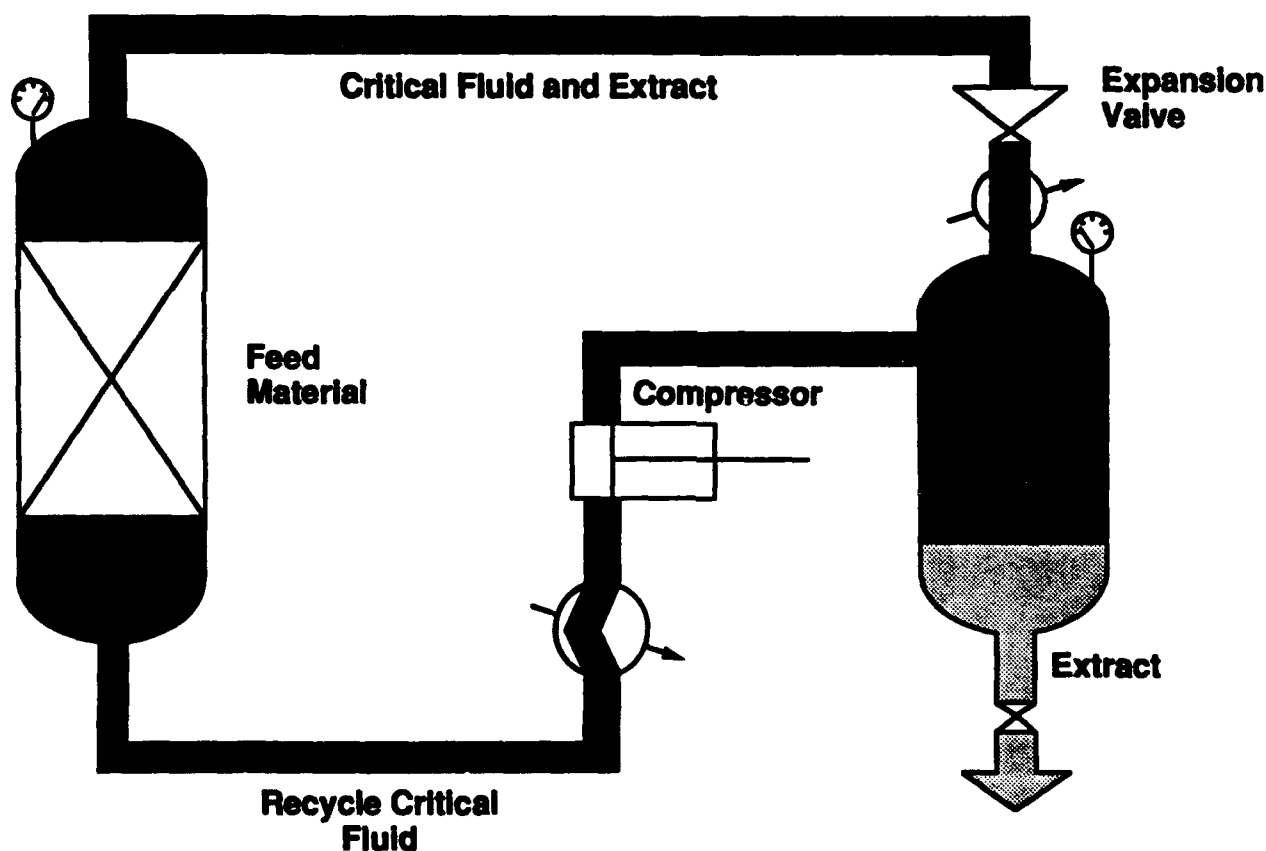 Critical Fluid and Extract
Expansion
Valve
Feed
Material
Compressor
Extract
Recycle Critical
Fluid